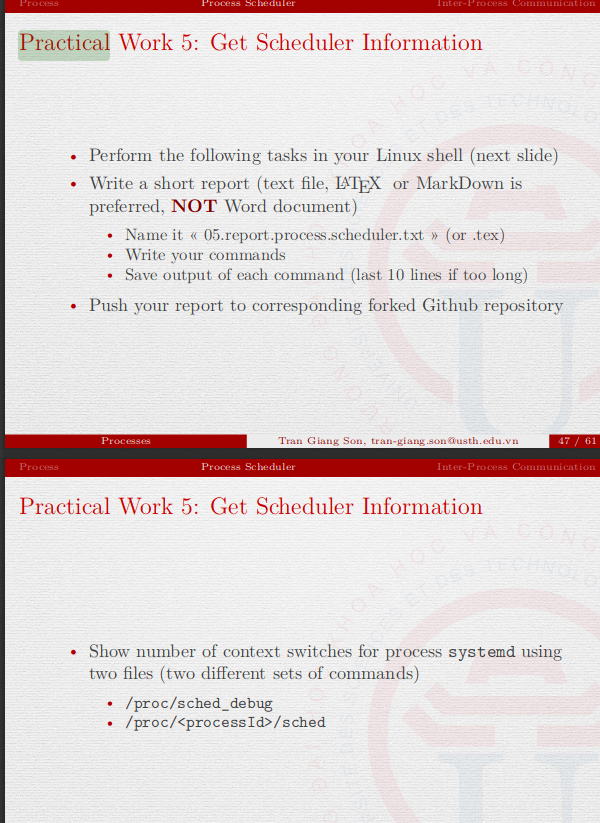 Process Process Scheduler Inter-Process Communication
Practical Work 5: Get Scheduler Information
• Perform the following tasks in your Linux shell (next slide)
• Write a short report (text file, LATEX or MarkDown is
preferred, NOT Word document)
• Name it « 05.report.process.scheduler.txt » (or .tex)
• Write your commands
• Save output of each command (last 10 lines if too long)
• Push your report to corresponding forked Github repository
Processes Tran Giang Son, tran-giang.son@usth.edu.vn 47 / 61
Process Process Scheduler Inter-Process Communication
Practical Work 5: Get Scheduler Information
• Show number of context switches for process systemd using
two files (two different sets of commands)
• /proc/sched_debug
• /proc/<processId>/sched